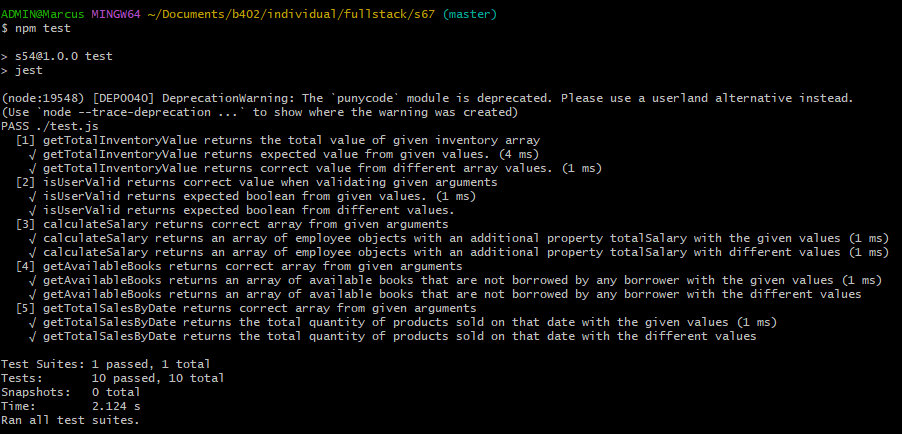 ADMIN@Marcus MINGW64 ~/Documents/b402/individual/fullstack/s67 (master)
$ npm test
> s54@1.0.0 test
> jest
(node:19548) [DEP0040] DeprecationWarning: The `punycode` module is deprecated. Please use a userland alternative instead.
(Use `node --trace-deprecation ...` to show where the warning was created)
PASS ./test.js
[1] getTotalInventoryValue returns the total value of given inventory array
√ getTotalInventoryValue returns expected value from given values. (4 ms)
√ getTotalInventoryValue returns correct value from different array values. (1 ms)
[2] isUserValid returns correct value when validating given arguments
√ isUserValid returns expected boolean from given values. (1 ms)
√ isUserValid returns expected boolean from different values.
[3] calculateSalary returns correct array from given arguments
√ calculateSalary returns an array of employee objects with an additional property totalSalary with the given values (1 ms)
√ calculateSalary returns an array of employee objects with an additional property totalSalary with different values (1 ms)
[4] getAvailableBooks returns correct array from given arguments
√ getAvailableBooks returns an array of available books that are not borrowed by any borrower with the given values (1 ms)
√ getAvailableBooks returns an array of available books that are not borrowed by any borrower with the different values
[5] getTotalSalesByDate returns correct array from given arguments
√ getTotalSalesByDate returns the total quantity of products sold on that date with the given values (1 ms)
√ getTotalSalesByDate returns the total quantity of products sold on that date with the different values
Test Suites: 1 passed, 1 total
Tests: 10 passed, 10 total
Snapshots: 0 total
Time: 2.124 s
Ran all test suites.